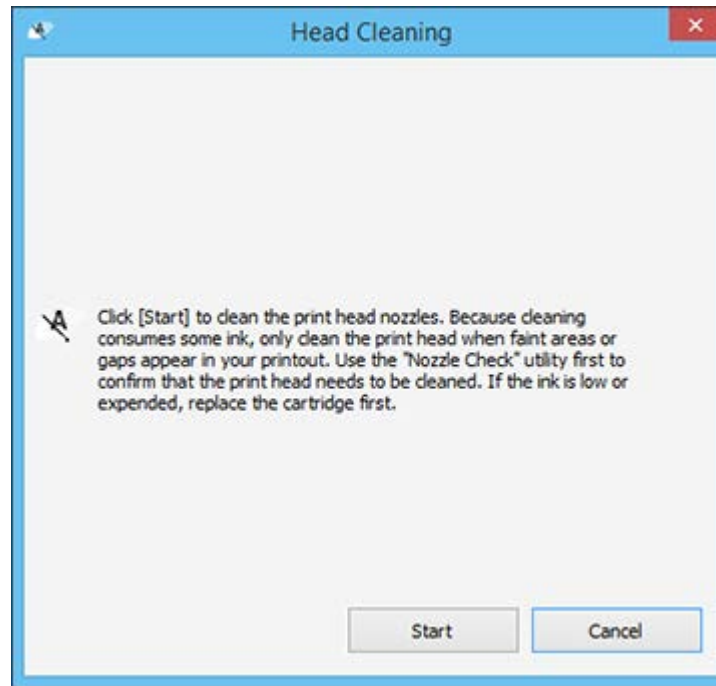 Head Cleaning
Click [Start] to clean the print head nozzles. Because cleaning
consumes some ink, only clean the print head when faint areas or
gaps appear in your printout. Use the "Nozzle Check" utility first to
confirm that the print head needs to be cleaned. If the ink is low or
expended, replace the cartridge first.
Start
Cancel